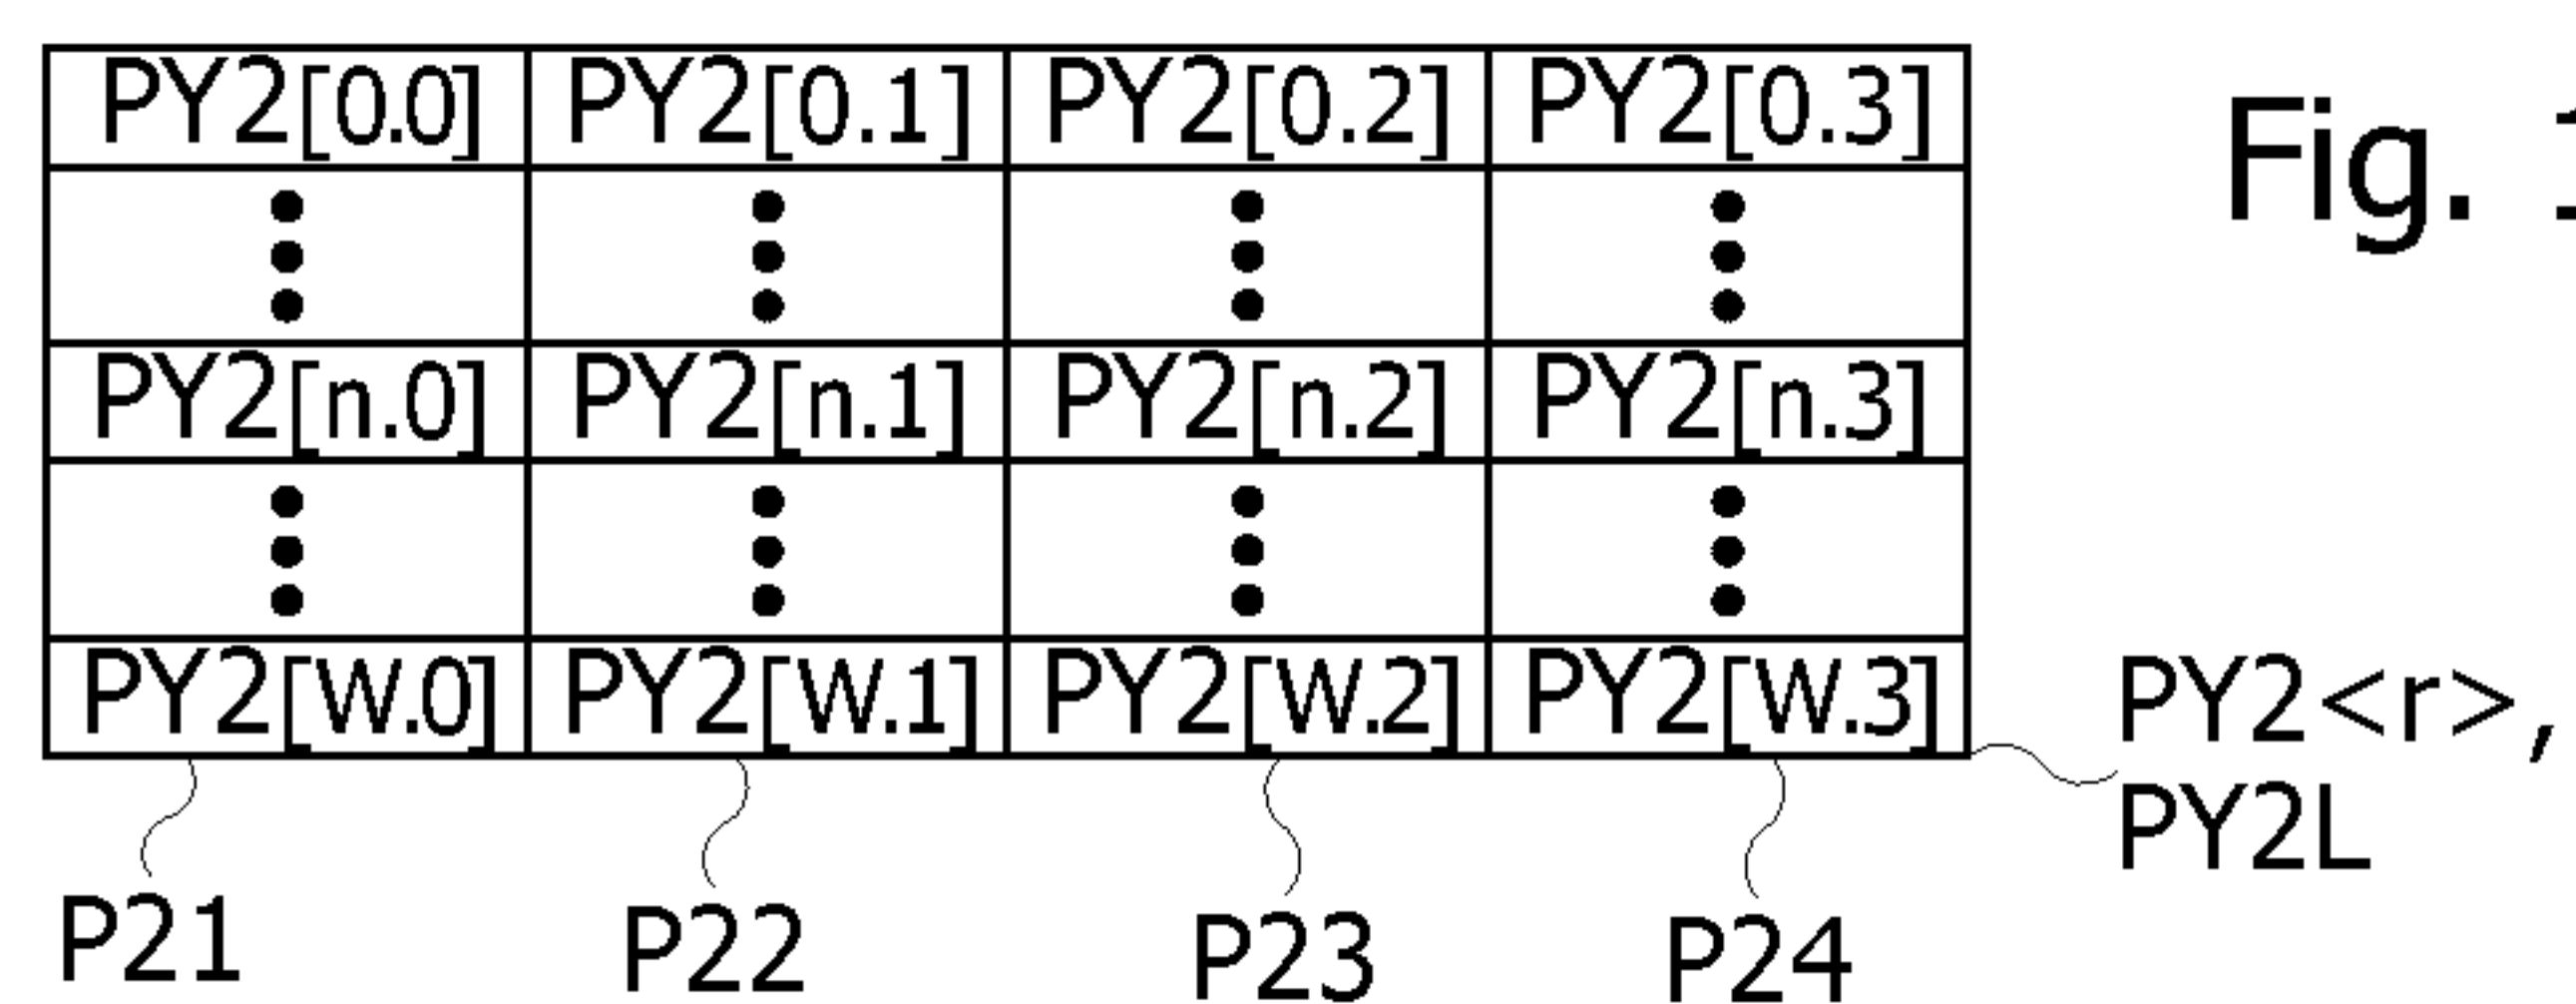 PY2[0.0] PY2[0.1] PY2[0.2] PY2[0.3]
Fig.
PY2[n.0] PY2[n.1] PY2[n.2] PY2[n.3]
PY2[W.0] PY2[W.1] PY2[W.2] PY2[W.3]
PY2<r>,
PY2L
P21 P22 P23 P24